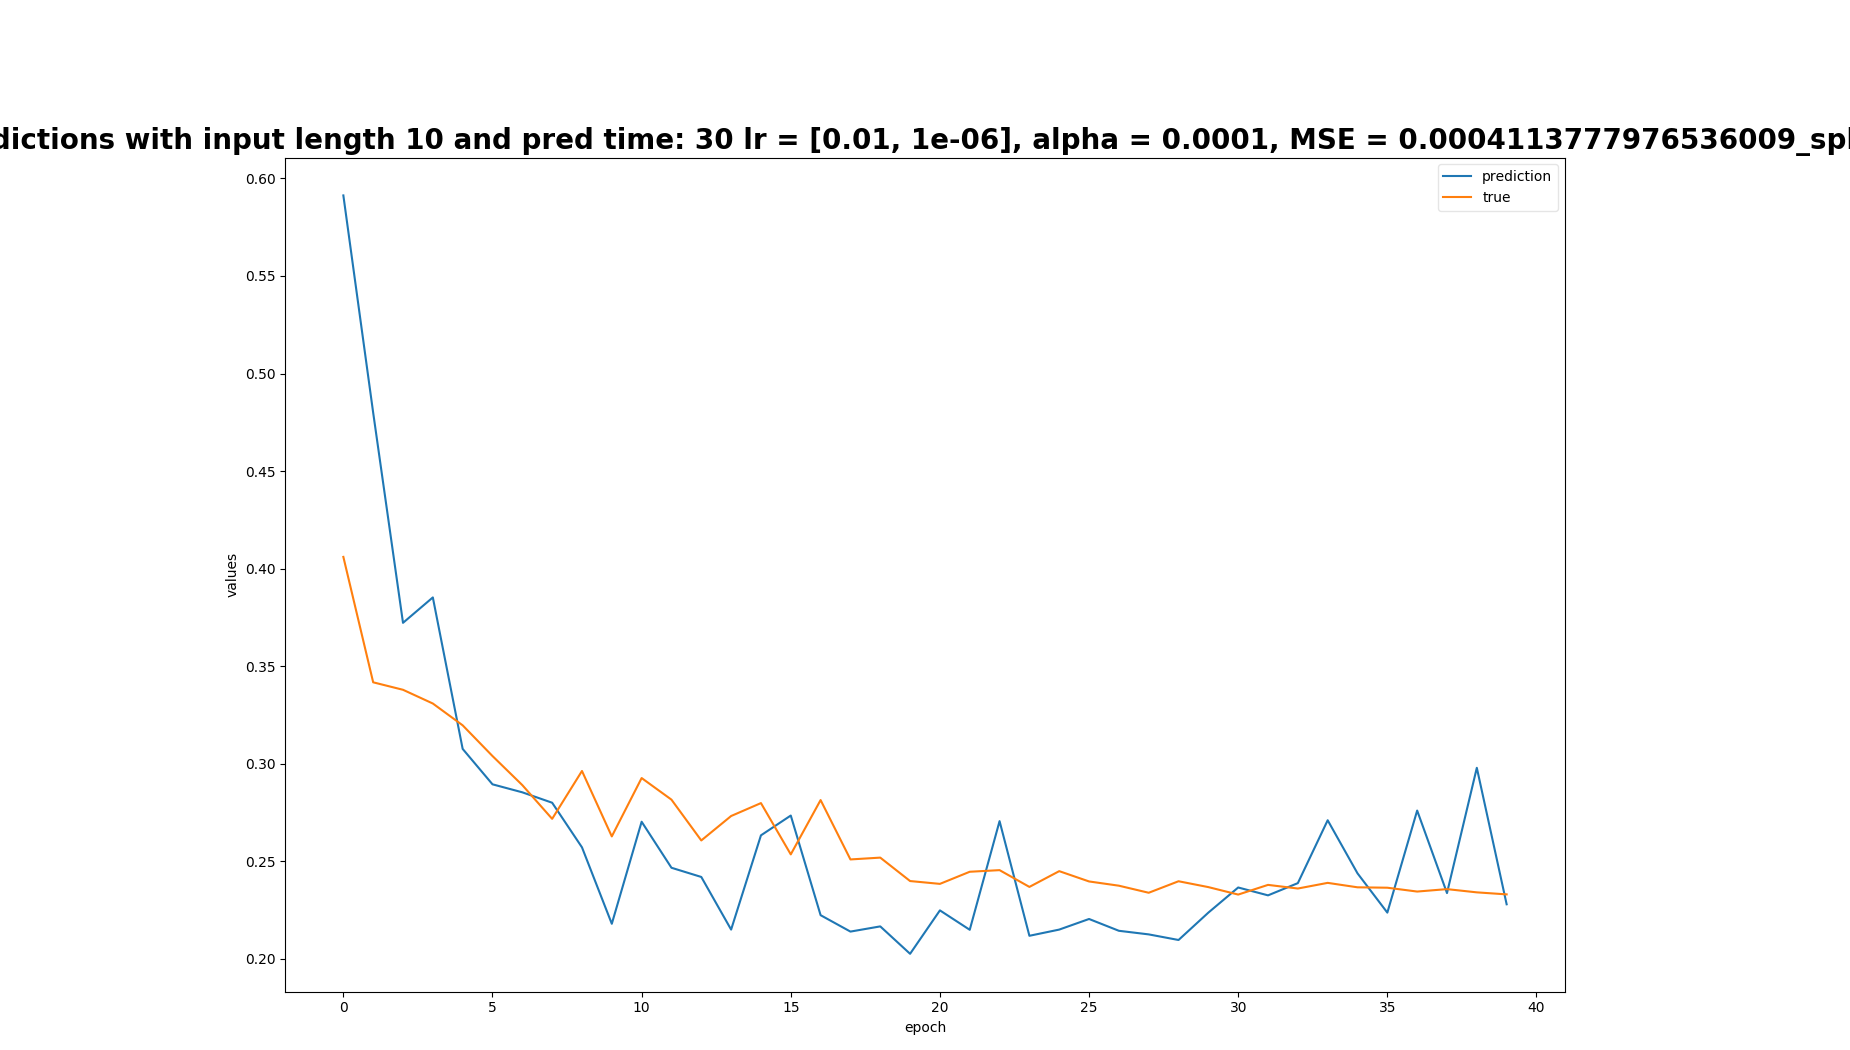 dictions with input length 10 and pred time: 30 lr = [0.01, 1e-06], alpha = 0.0001, MSE = 0.0004113777976536009_spl
prediction
true
0.60
0.55
0.50
0.45
0.40
0.35
0.30
0.25
0.20
values
0 5 10 15 20 25 30 35 40
epoch